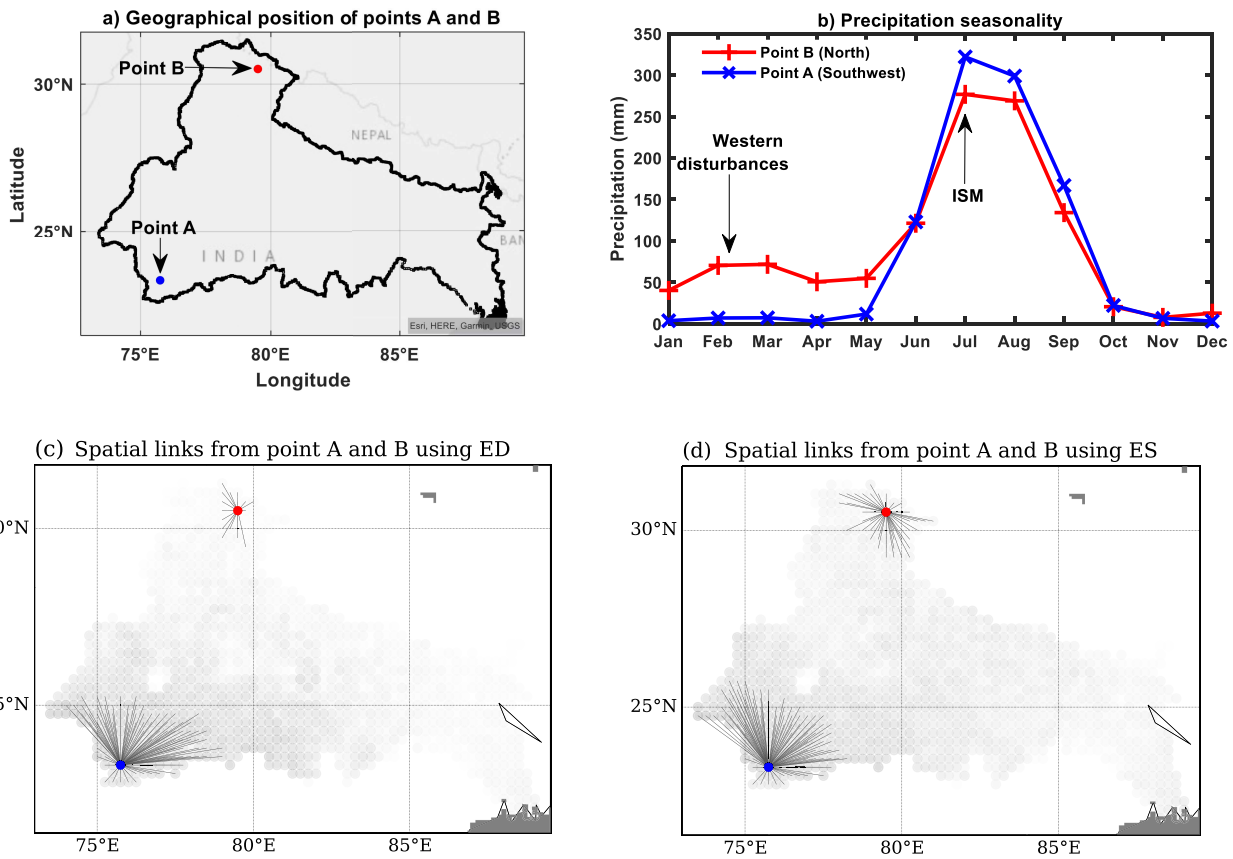 a) Geographical position of points A and B
Point B
30°N
NEPAL
Latitude
Point A
25°N
INDIA
BAN
Esri, HERE, Garmin, USGS
75°E 80°E 85°E
Longitude
b) Precipitation seasonality
350
300
250
200
150
100
50
0
Precipitation (mm)
Point B (North)
Point A (Southwest)
Western
disturbances
ISM
Jan Feb Mar Apr May Jun Jul Aug Sep Oct Nov Dec
(c) Spatial links from point A and B using ED
0°N
5°N
75°E 80°E 85°E
(d) Spatial links from point A and B using ES
30°N
25°N
75°E 80°E 85°E